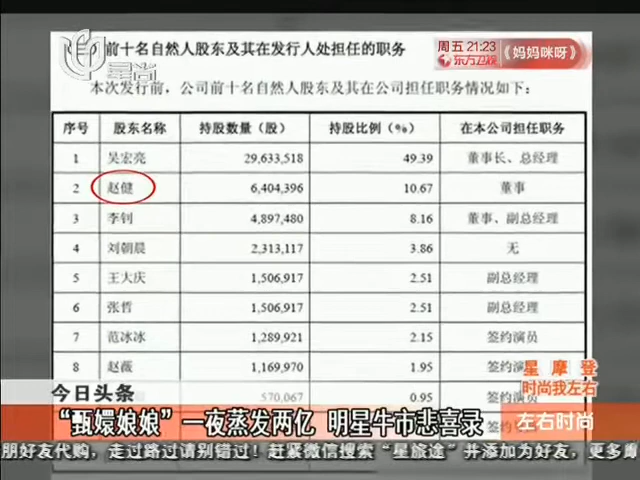 前十名自然人股东及其在发行人处担任的职务
周五 21:23
东方卫视
《妈妈咪呀》
星尚
本次发行前，公司前十名自然人股东及其在公司担任职务情况如下：
序号 股东名称 持股数量（股） 持股比例（%） 在本公司担任职务
1 吴宏亮 29,633,518 49.39 董事长、总经理
2 赵健 6,404,396 10.67 董事
3 李钊 4,897,480 8.16 董事、副总经理
4 刘朝晨 2,313,117 3.86 无
5 王大庆 1,506,917 2.51 副总经理
6 张哲 1,506,917 2.51 副总经理
7 范冰冰 1,289,921 2.15 签约演员
8 赵薇 1,169,970 1.95 签约演
570,067 0.95 签约演员
星摩登
时尚我左右
今日头条
“甄嬛娘娘”一夜蒸发两亿 明星牛市悲喜录
左右时尚
朋好友代购，走过路过请别错过！赶紧微信搜索“星旅途”并添加为好友，更多